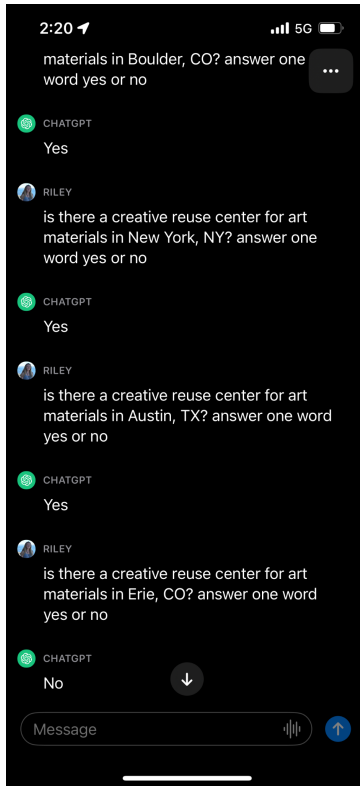 2:20 5G
materials in Boulder, CO? answer one
word yes or no
CHATGPT
Yes
RILEY
is there a creative reuse center for art
materials in New York, NY? answer one
word yes or no
CHATGPT
Yes
RILEY
is there a creative reuse center for art
materials in Austin, TX? answer one word
yes or no
CHATGPT
Yes
RILEY
is there a creative reuse center for art
materials in Erie, CO? answer one word
yes or no
CHATGPT
No
Message